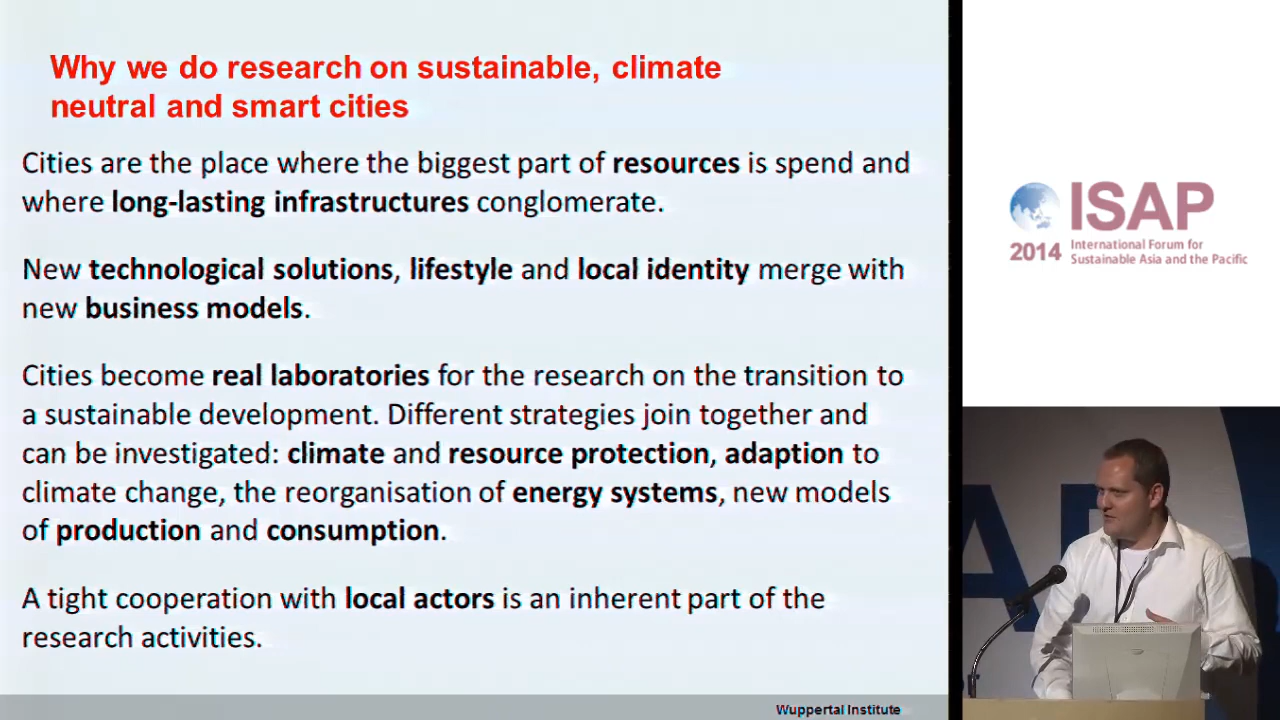 Why we do research on sustainable, climate
neutral and smart cities
Cities are the place where the biggest part of resources is spend and
where long-lasting infrastructures conglomerate.
New technological solutions, lifestyle and local identity merge with
new business models.
Cities become real laboratories for the research on the transition to
a sustainable development. Different strategies join together and
can be investigated: climate and resource protection, adaption to
climate change, the reorganisation of energy systems, new models
of production and consumption.
A tight cooperation with local actors is an inherent part of the
research activities.
Wuppertal Institute
ISAP
2014 International Forum for
Sustainable Asia and the Pacific